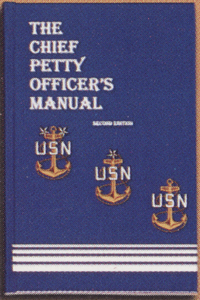 THE
CHIEF
PETTY
OFFICER'S
MANUAL
SECOND EDITION
USN
USN
USN